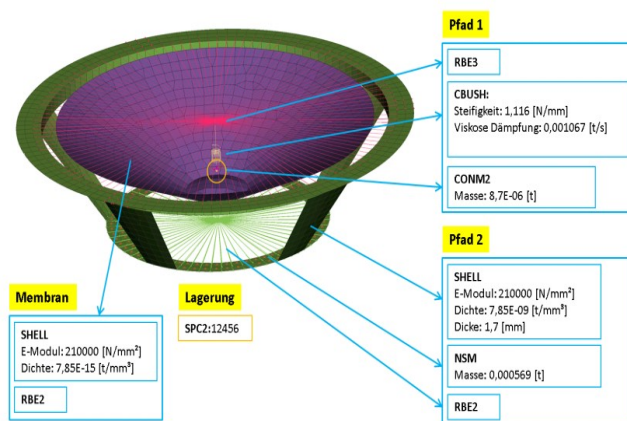 Pfad 1
RBE3
CBUSH:
Steifigkeit: 1,116 [N/mm]
Viskose Dämpfung: 0,001067 [t/s]
CONM2
Masse: 8,7E-06 [t]
Pfad 2
SHELL
E-Modul: 210000 [N/mm²]
Dichte: 7,85E-09 [t/mm³]
Dicke: 1,7 [mm]
NSM
Masse: 0,000569 [t]
RBE2
Membran
SHELL
E-Modul: 210000 [N/mm²]
Dichte: 7,85E-15 [t/mm³]
RBE2
Lagerung
SPC2:12456